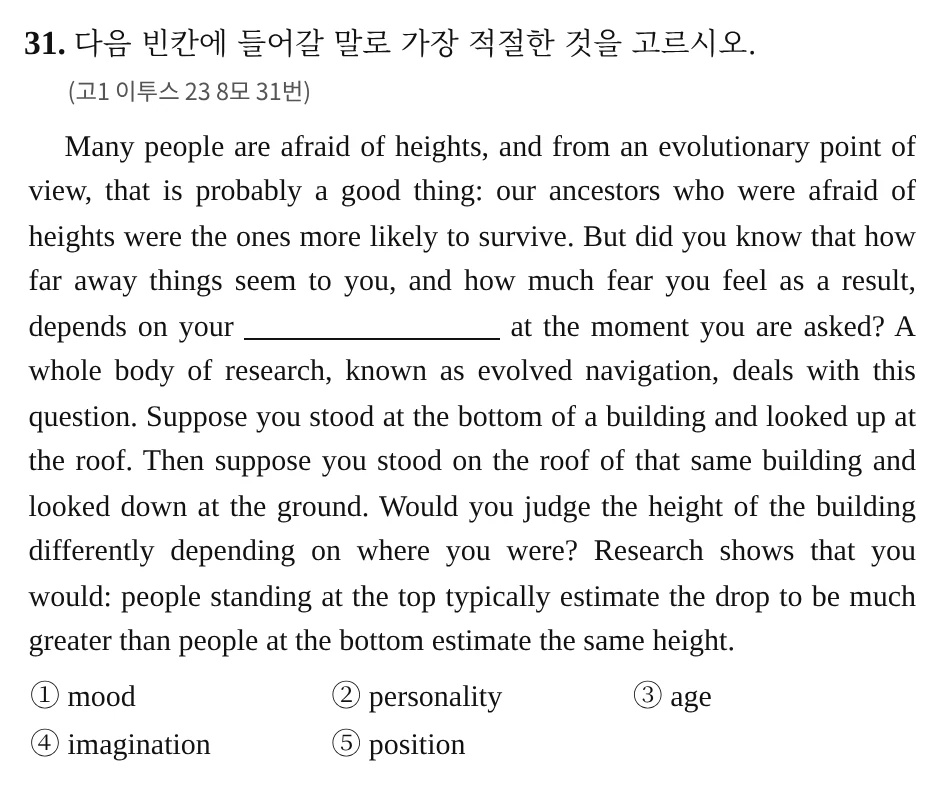 31. 다음 빈칸에 들어갈 말로 가장 적절한 것을 고르시오.
(고1 이투스 23 8모 31번)
Many people are afraid of heights, and from an evolutionary point of
view, that is probably a good thing: our ancestors who were afraid of
heights were the ones more likely to survive. But did you know that how
far away things seem to you, and how much fear you feel as a result,
depends on your ________________ at the moment you are asked? A
whole body of research, known as evolved navigation, deals with this
question. Suppose you stood at the bottom of a building and looked up at
the roof. Then suppose you stood on the roof of that same building and
looked down at the ground. Would you judge the height of the building
differently depending on where you were? Research shows that you
would: people standing at the top typically estimate the drop to be much
greater than people at the bottom estimate the same height.
① mood ② personality ③ age
④ imagination ⑤ position